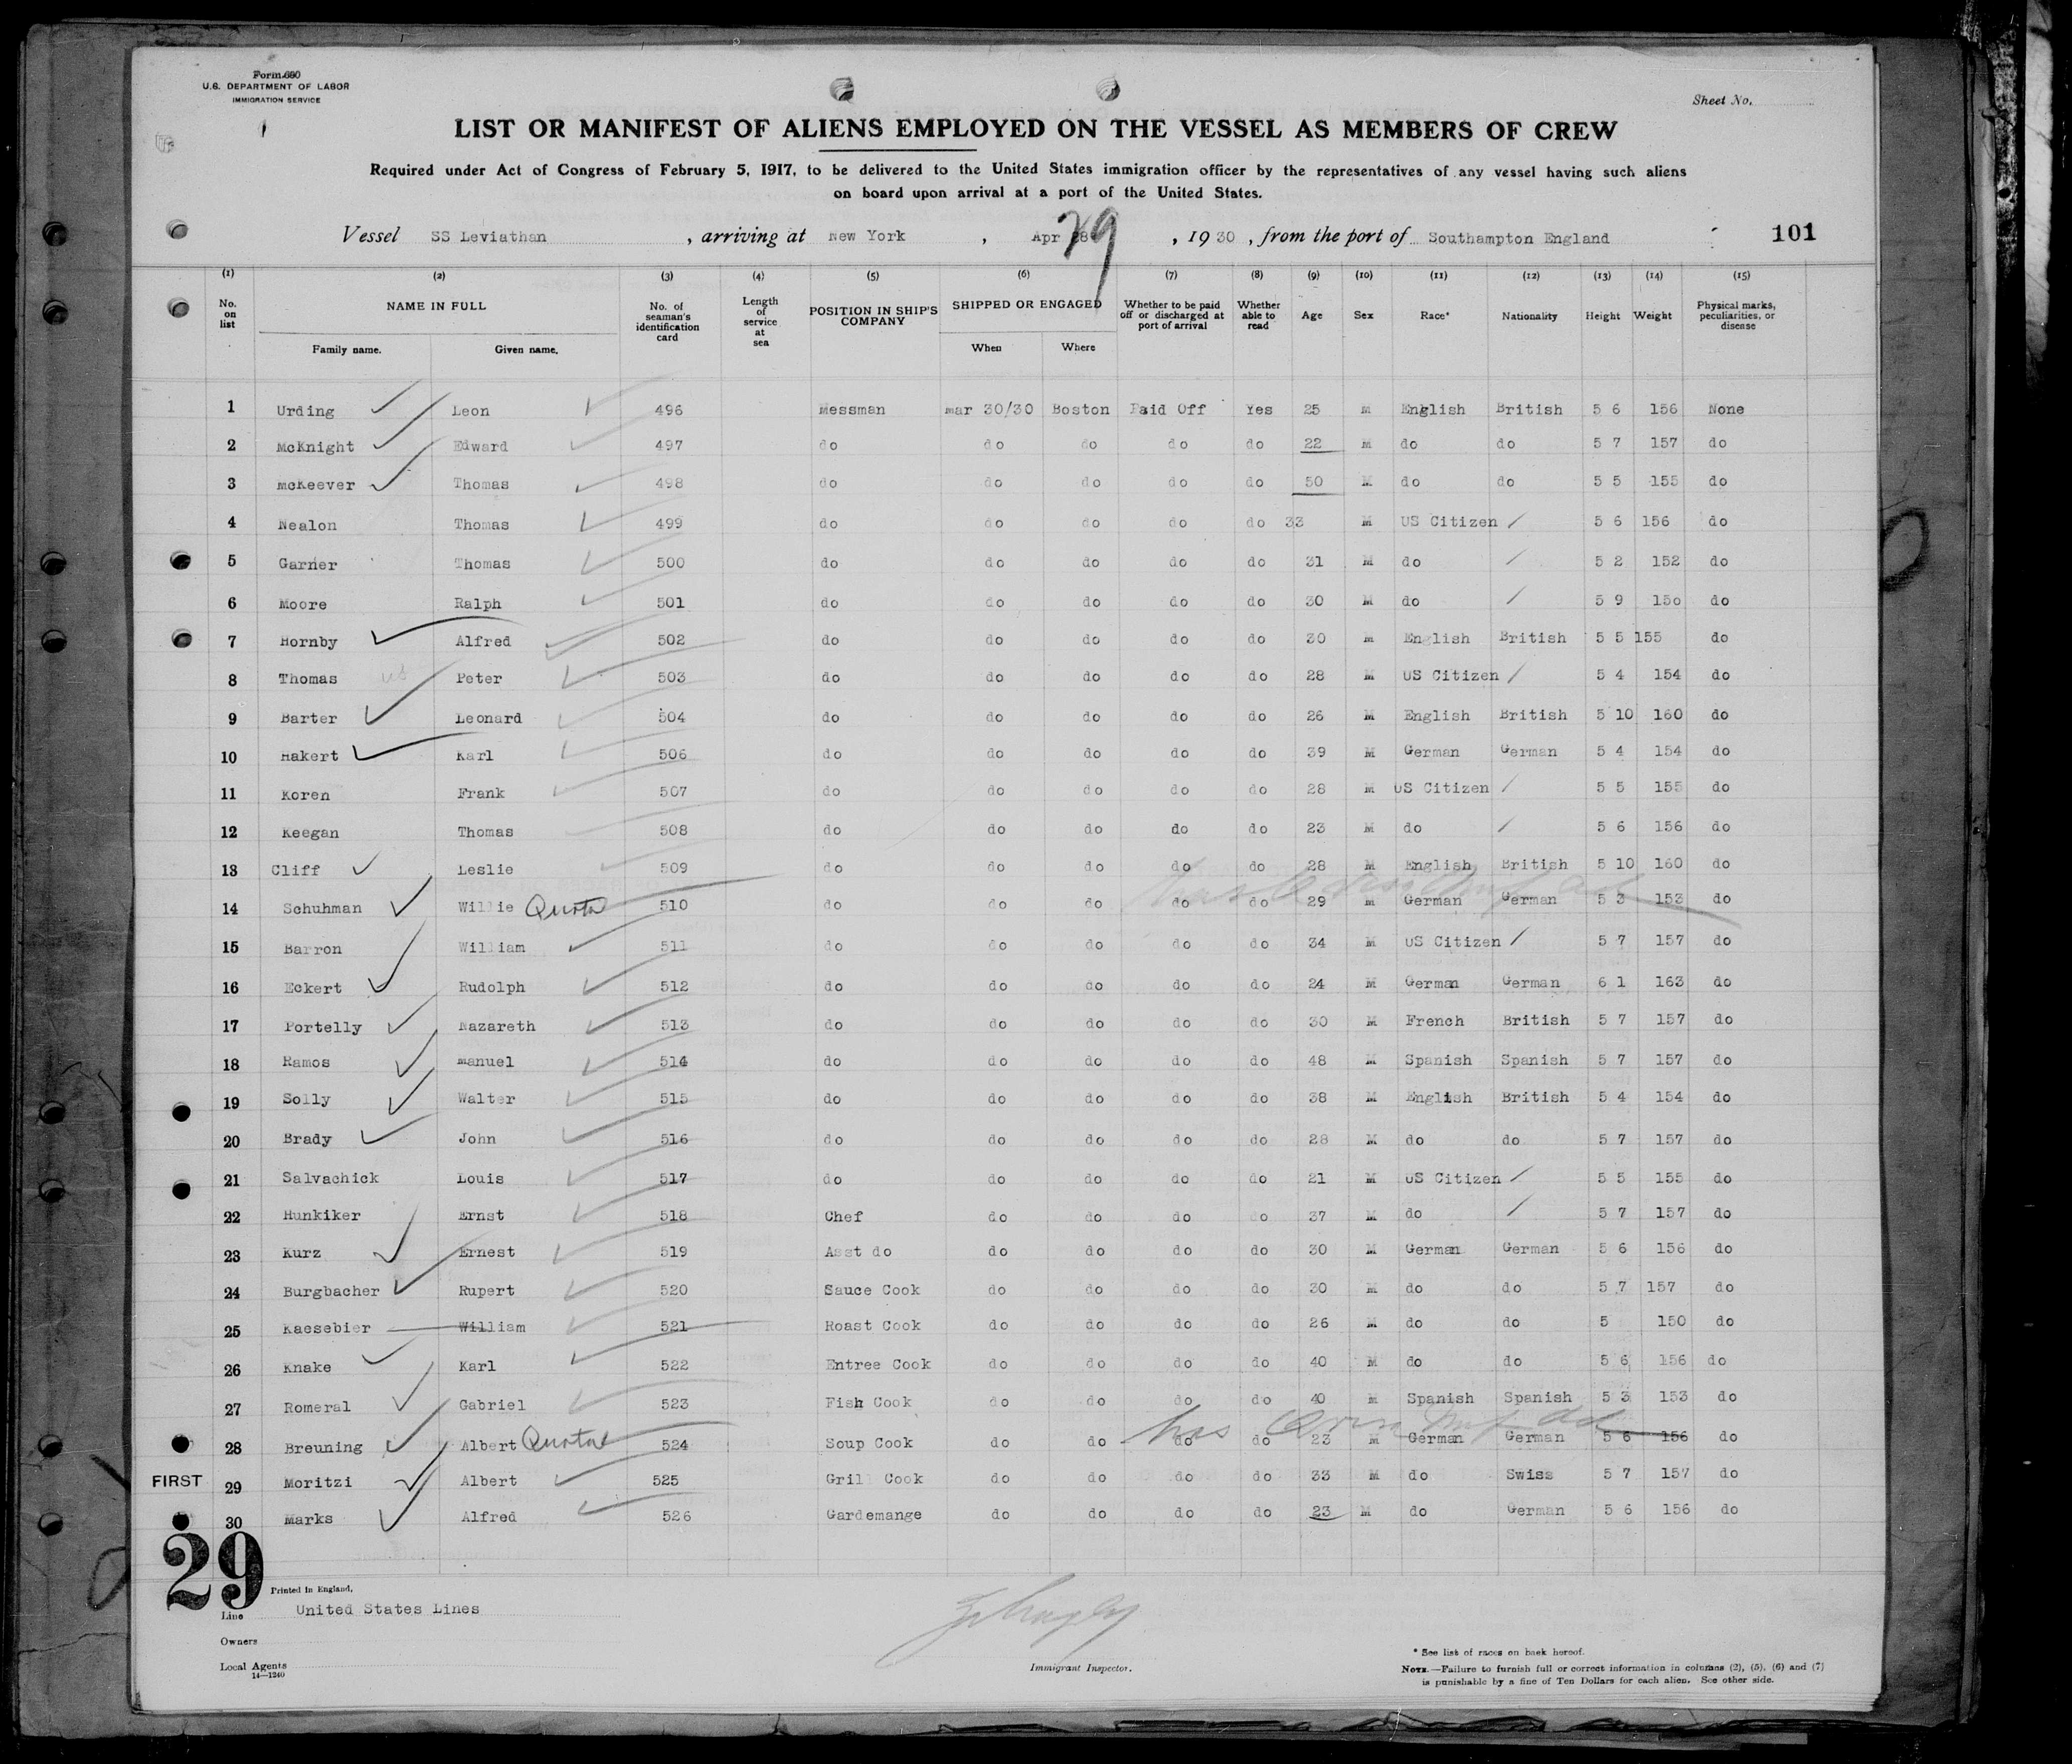 Form 680
U.S. DEPARTMENT OF LABOR
IMMIGRATION SERVICE
Sheet No.
LIST OR MANIFEST OF ALIENS EMPLOYED ON THE VESSEL AS MEMBERS OF CREW
Required under Act of Congress of February 5, 1917, to be delivered to the United States immigration officer by the representatives of any vessel having such aliens
on board upon arrival at a port of the United States.
Vessel SS Leviathan , arriving at New York , Apr 28 29 , 1930 , from the port of Southampton England 101
(1) (2) (3) (4) (5) (6) (7) (8) (9) (10) (11) (12) (13) (14) (15)
No. on list NAME IN FULL Family name. Given name. No. of seaman's identification card Length of service at sea POSITION IN SHIP'S COMPANY SHIPPED OR ENGAGED When Where Whether to be paid off or discharged at port of arrival Whether able to read Age Sex Race* Nationality Height Weight Physical marks, peculiarities, or disease
1 Urding Leon 496 Messman mar 30/30 Boston Paid Off Yes 25 m English British 5 6 156 None
2 McKnight Edward 497 do do do do do 22 m do do 5 7 157 do
3 mcKeever Thomas 498 do do do do do 50 M do do 5 5 155 do
4 Nealon Thomas 499 do do do do do 33 M US Citizen / 5 6 156 do
5 Garner Thomas 500 do do do do do 31 M do / 5 2 152 do
6 Moore Ralph 501 do do do do do 30 M do / 5 9 150 do
7 Hornby Alfred 502 do do do do do 30 m English British 5 5 155 do
8 Thomas us Peter 503 do do do do do 28 M US Citizen / 5 4 154 do
9 Barter Leonard 504 do do do do do 26 M English British 5 10 160 do
10 Hakert Karl 506 do do do do do 39 M German German 5 4 154 do
11 Koren Frank 507 do do do do do 28 M US Citizen / 5 5 155 do
12 Keegan Thomas 508 do do do do do 23 M do / 5 6 156 do
13 Cliff Leslie 509 do do do do do 28 M English British 5 10 160 do
14 Schuhman Willie Quota 510 do do do do do 29 m German German 5 3 153 do
15 Barron William 511 do do do do do 34 M US Citizen / 5 7 157 do
16 Eckert Rudolph 512 do do do do do 24 M German German 6 1 163 do
17 Portelly Nazareth 513 do do do do do 30 M French British 5 7 157 do
18 Ramos manuel 514 do do do do do 48 M Spanish Spanish 5 7 157 do
19 Solly Walter 515 do do do do do 38 M English British 5 4 154 do
20 Brady John 516 do do do do do 28 M do do 5 7 157 do
21 Salvachick Louis 517 do do do do do 21 M US Citizen / 5 5 155 do
22 Hunkiker Ernst 518 Chef do do do do 37 M do / 5 7 157 do
23 Kurz Ernest 519 Asst do do do do do 30 M German German 5 6 156 do
24 Burgbacher Rupert 520 Sauce Cook do do do do 30 M do do 5 7 157 do
25 Kaesebier William 521 Roast Cook do do do do 26 M do do 5 150 do
26 Knake Karl 522 Entree Cook do do do do 40 M do do 5 6 156 do
27 Romeral Gabriel 523 Fish Cook do do do do 40 M Spanish Spanish 5 3 153 do
28 Breuning Albert Quota 524 Soup Cook do do do do 23 M German German 5 6 156 do
FIRST 29 Moritzi Albert 525 Gril Cook do do do do 33 M do Swiss 5 7 157 do
30 Marks Alfred 526 Gardemange do do do do 23 M do German 5 6 156 do
29
Printed in England.
Line United States Lines
Owners
Local Agents
14—1240
Immigrant Inspector.
* See list of races on back hereof.
NOTE.—Failure to furnish full or correct information in columns (2), (5), (6) and (7)
is punishable by a fine of Ten Dollars for each alien. See other side.